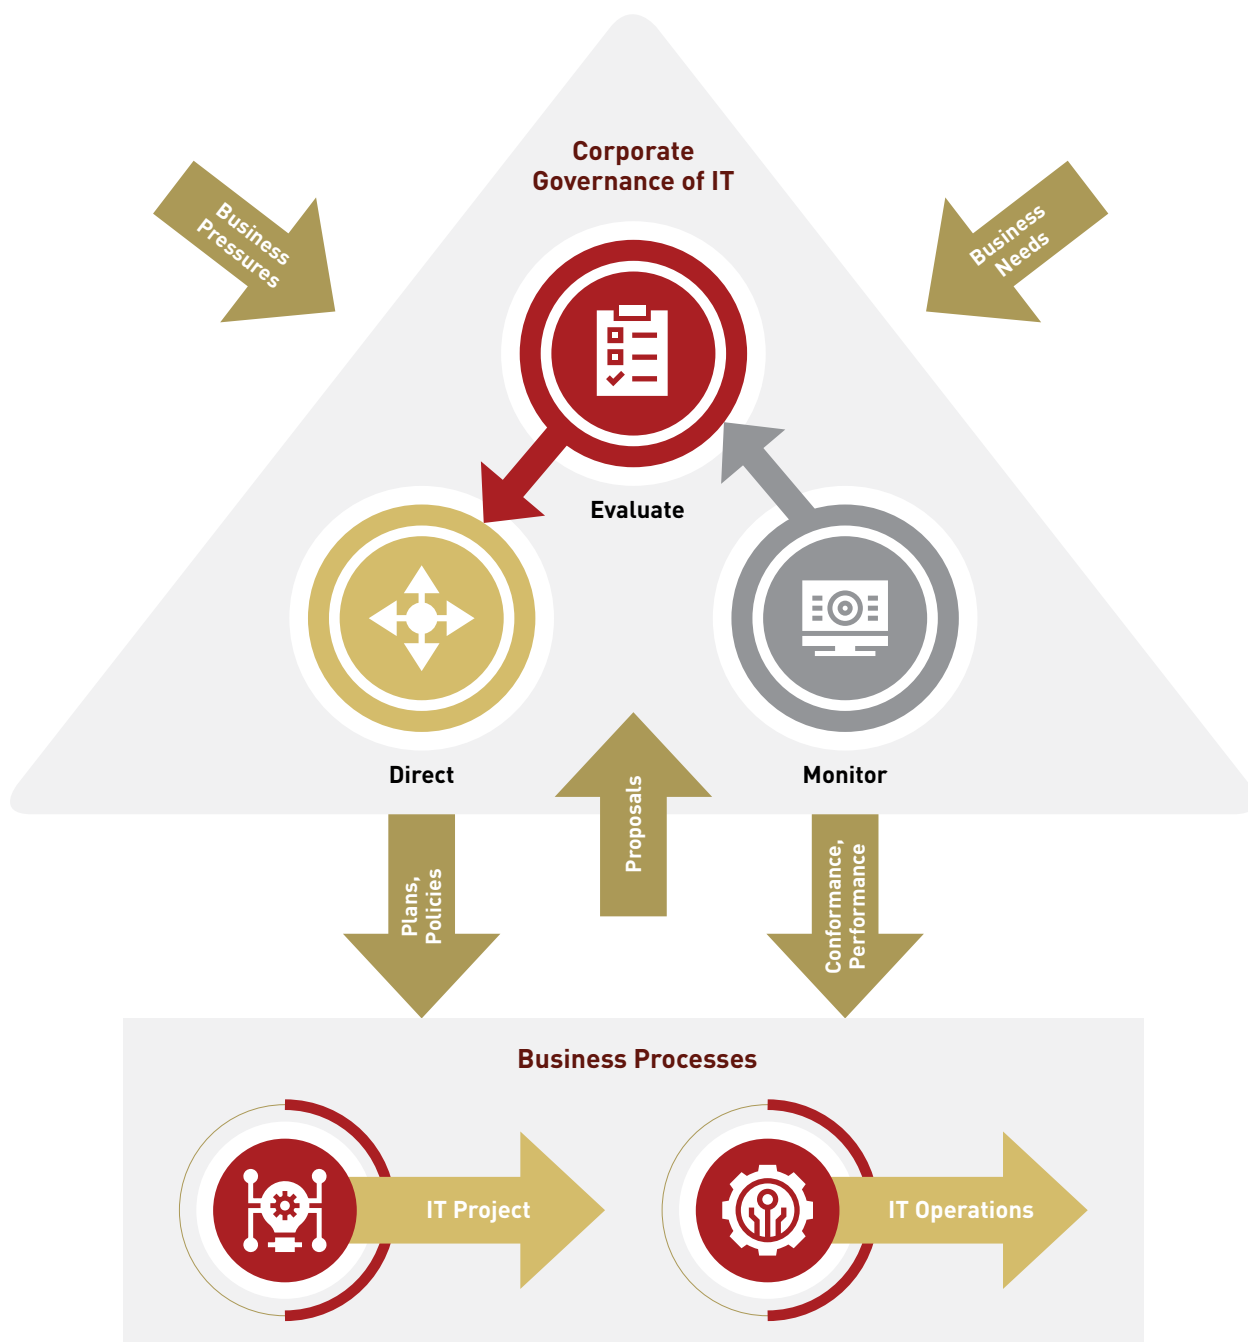 Corporate
Governance of IT
Business
Pressures
Business
Needs
Evaluate
Direct
Monitor
Proposals
Plans,
Policies
Conformance,
Performance
Business Processes
IT Project
IT Operations